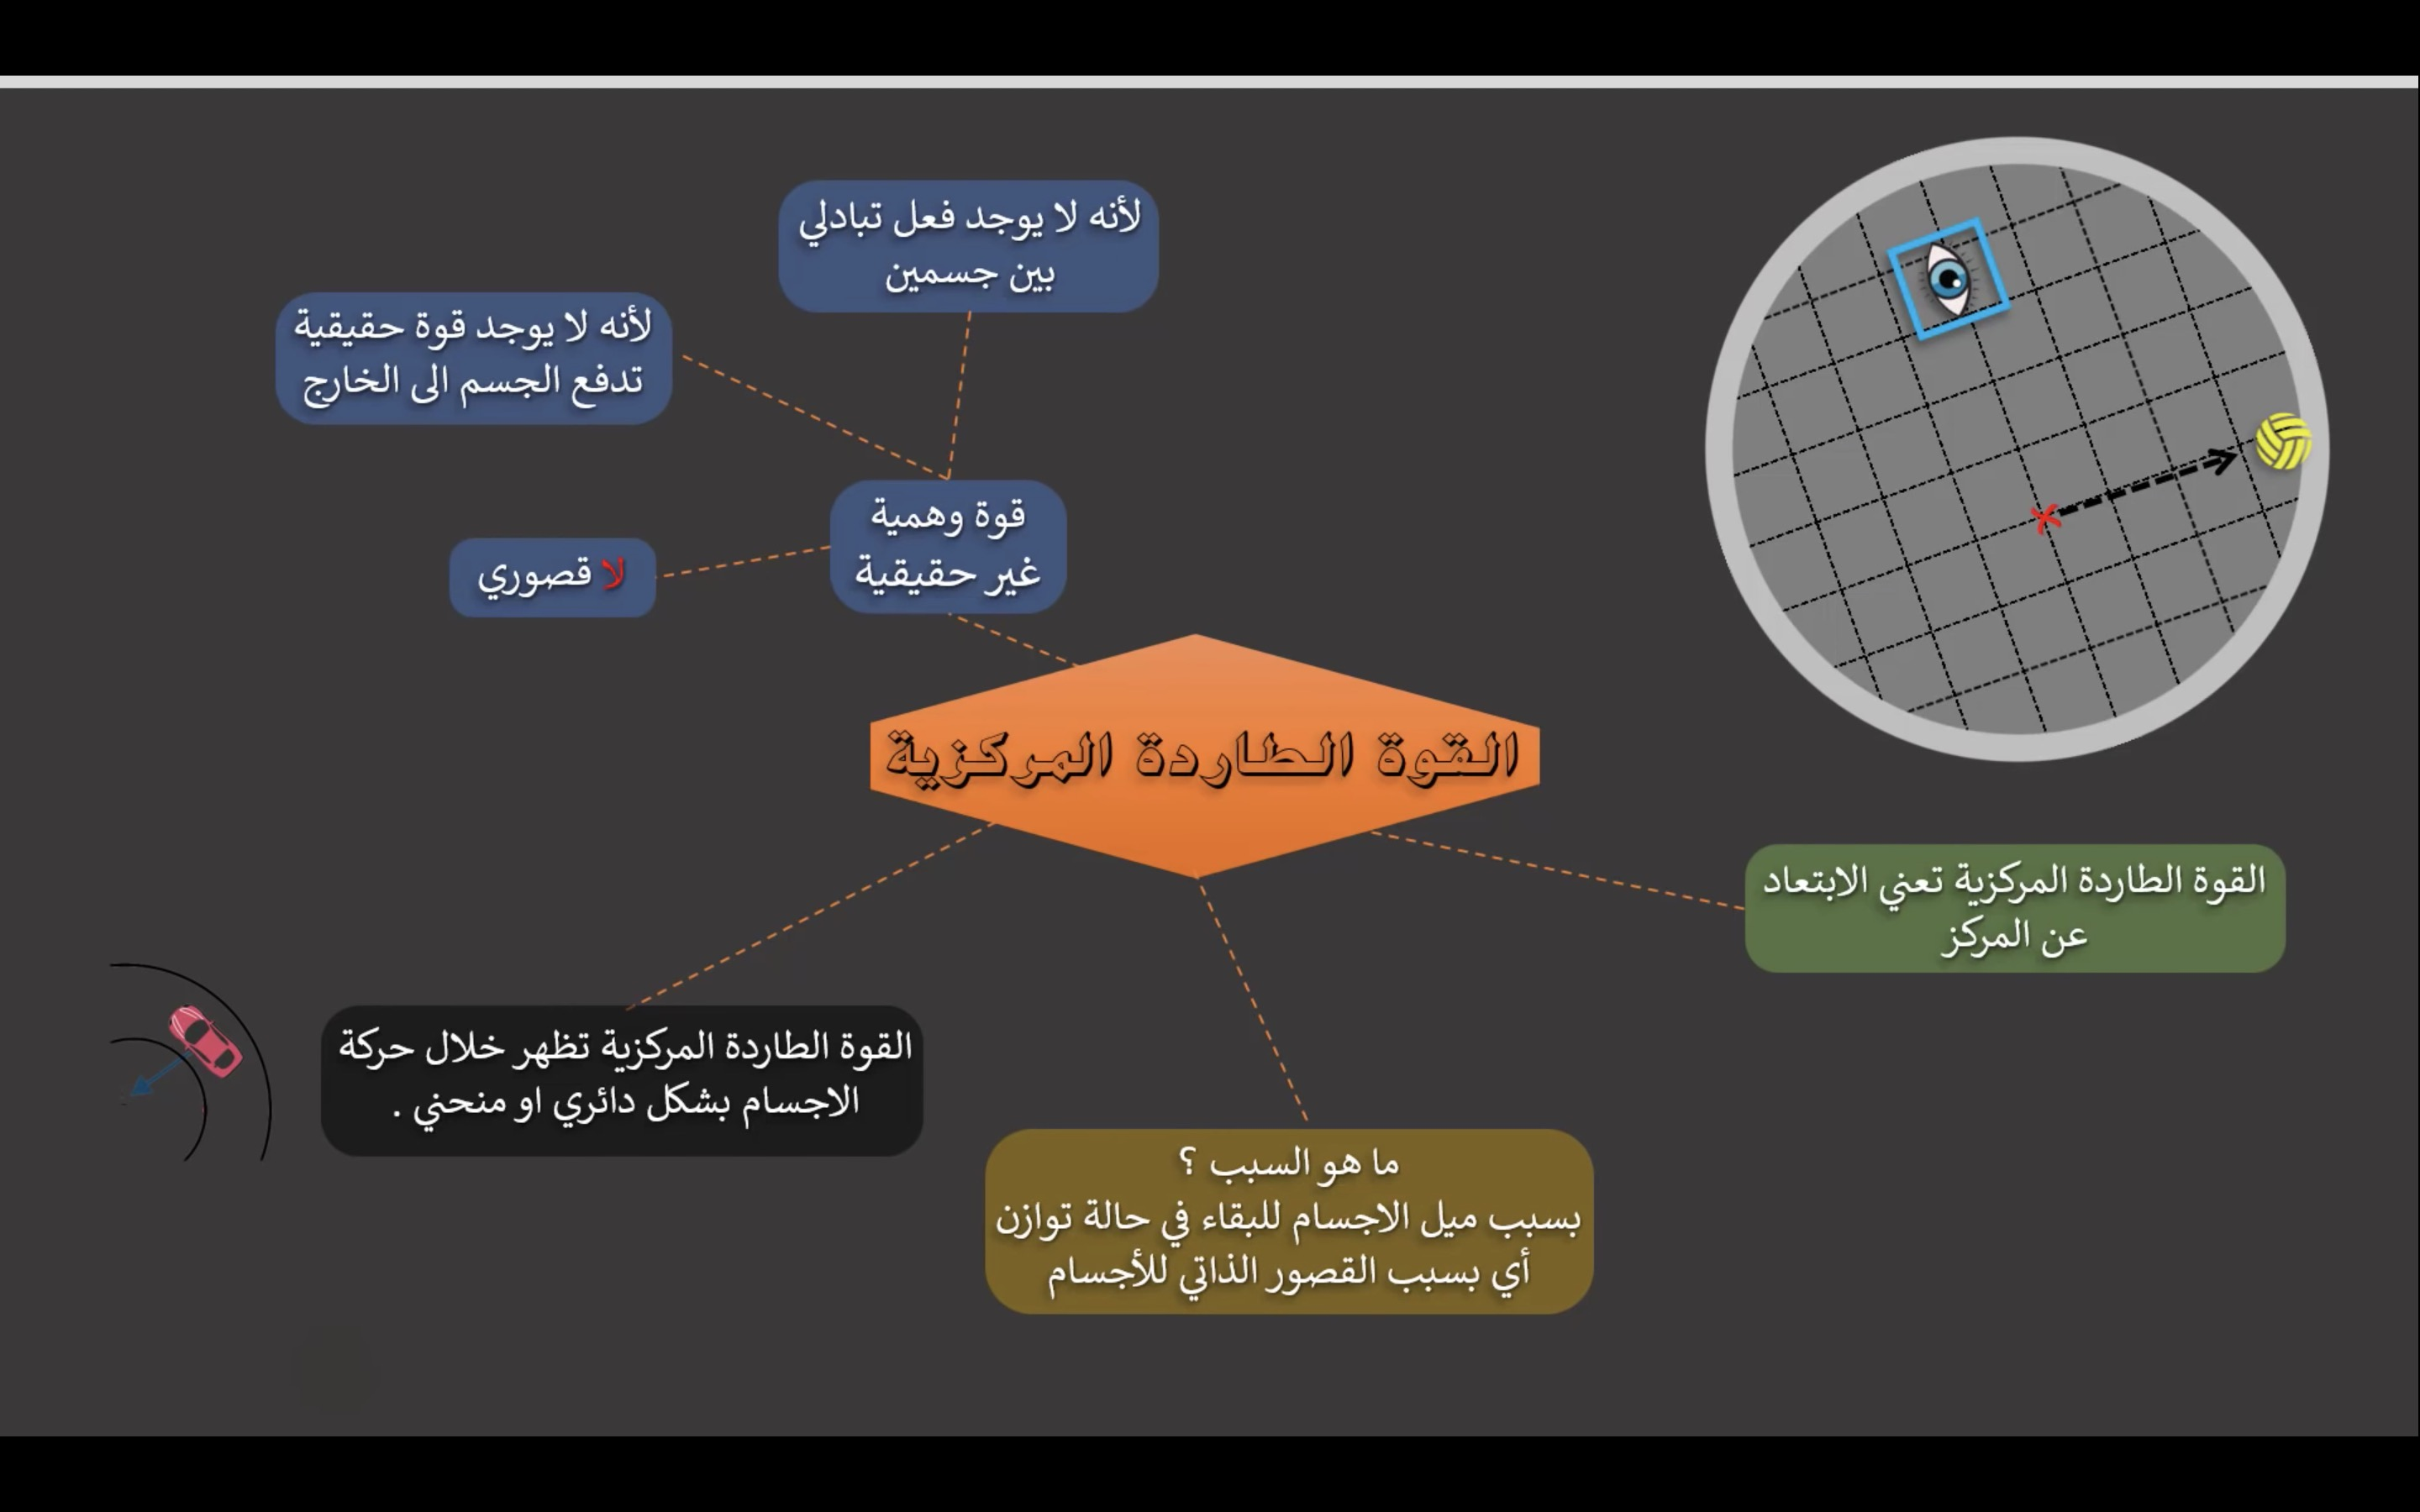 لأنه لا يوجد فعل تبادلي
بين جسمين
لأنه لا يوجد قوة حقيقية
تدفع الجسم الى الخارج
قوة وهمية
غير حقيقية
لا قصوري
القوة الطاردة المركزية
القوة الطاردة المركزية تعني الابتعاد
عن المركز
القوة الطاردة المركزية تظهر خلال حركة
الاجسام بشكل دائري او منحني .
ما هو السبب ؟
بسبب ميل الاجسام للبقاء في حالة توازن
أي بسبب القصور الذاتي للأجسام